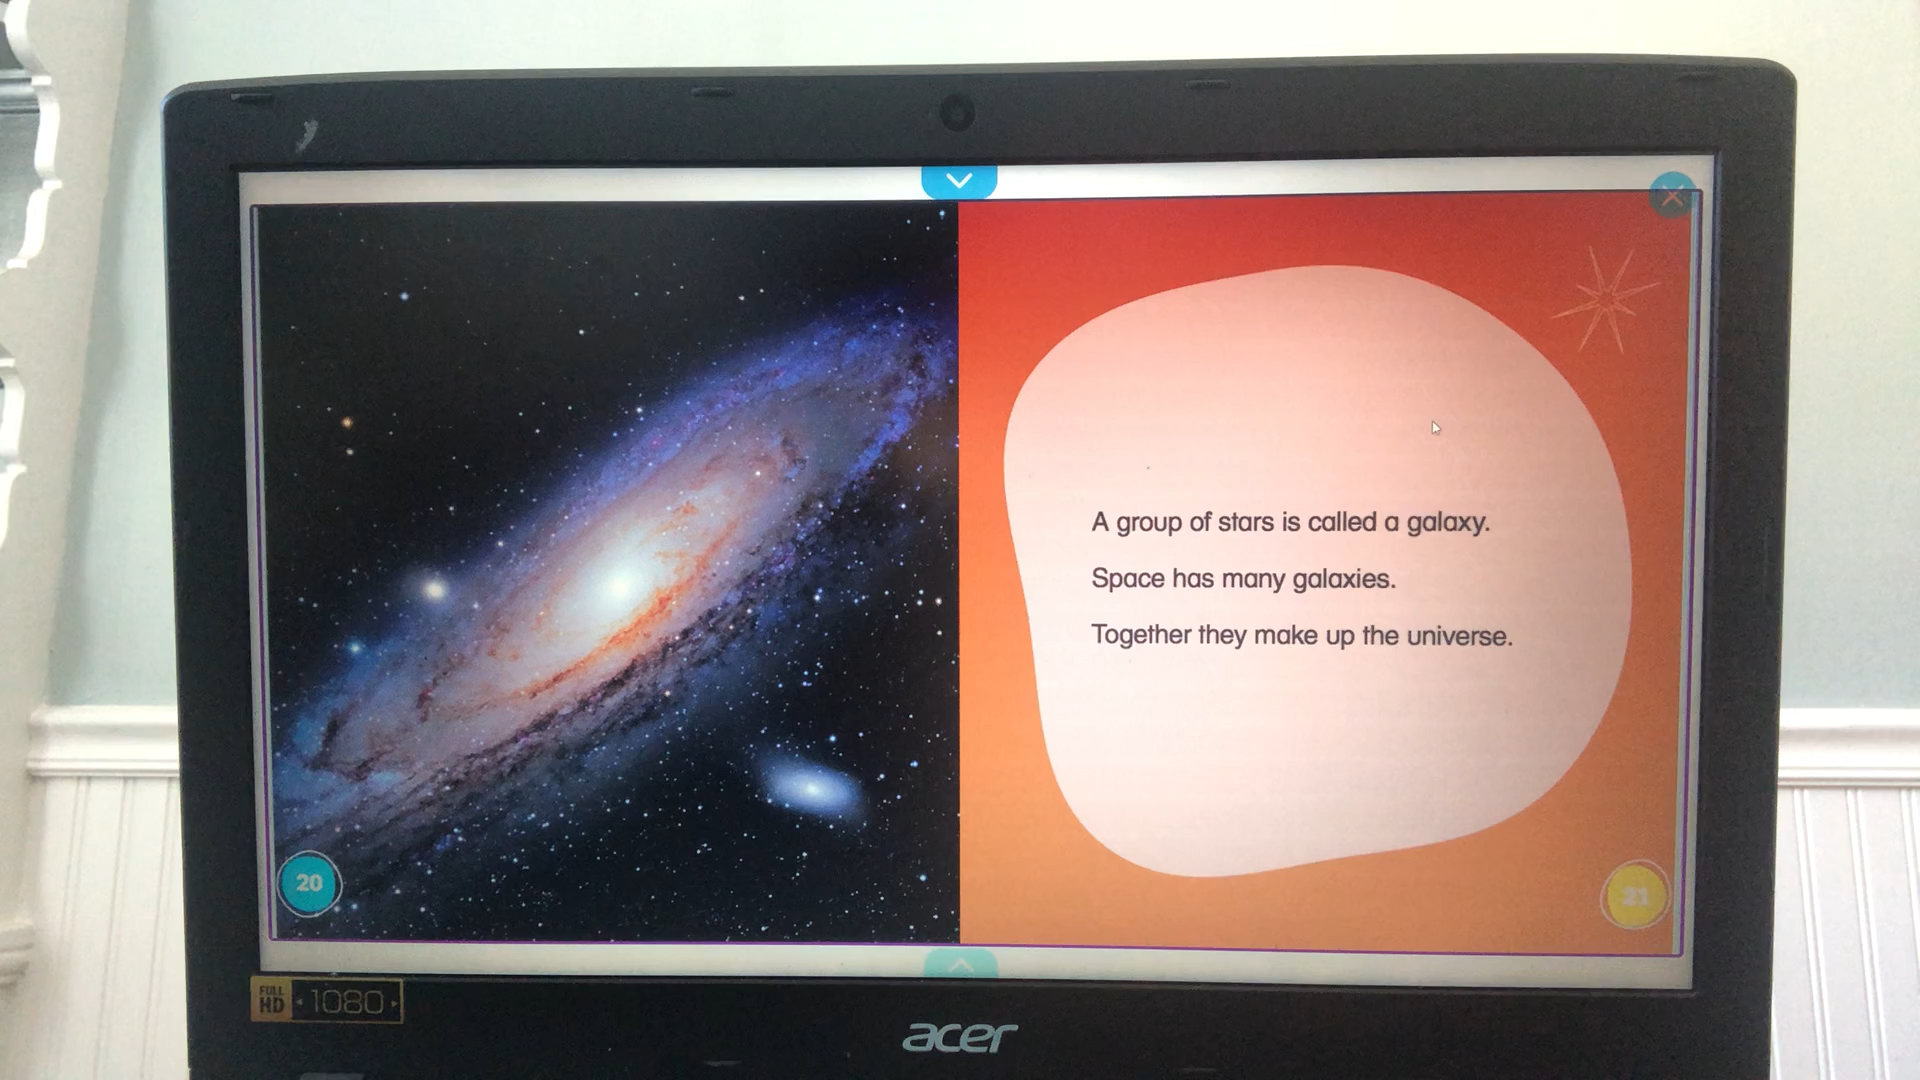 A group of stars is called a galaxy.
Space has many galaxies.
Together they make up the universe.
20
21
FULL HD 1080
acer